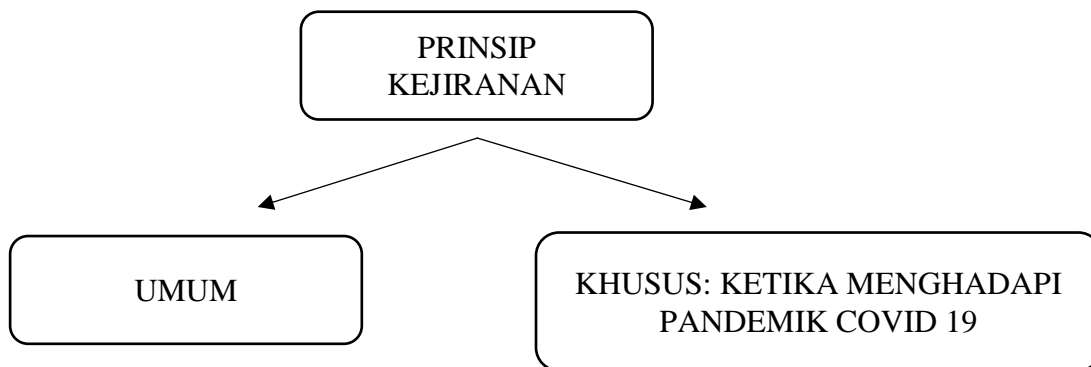 PRINSIP
KEJIRANAN
UMUM
KHUSUS: KETIKA MENGHADAPI
PANDEMIK COVID 19